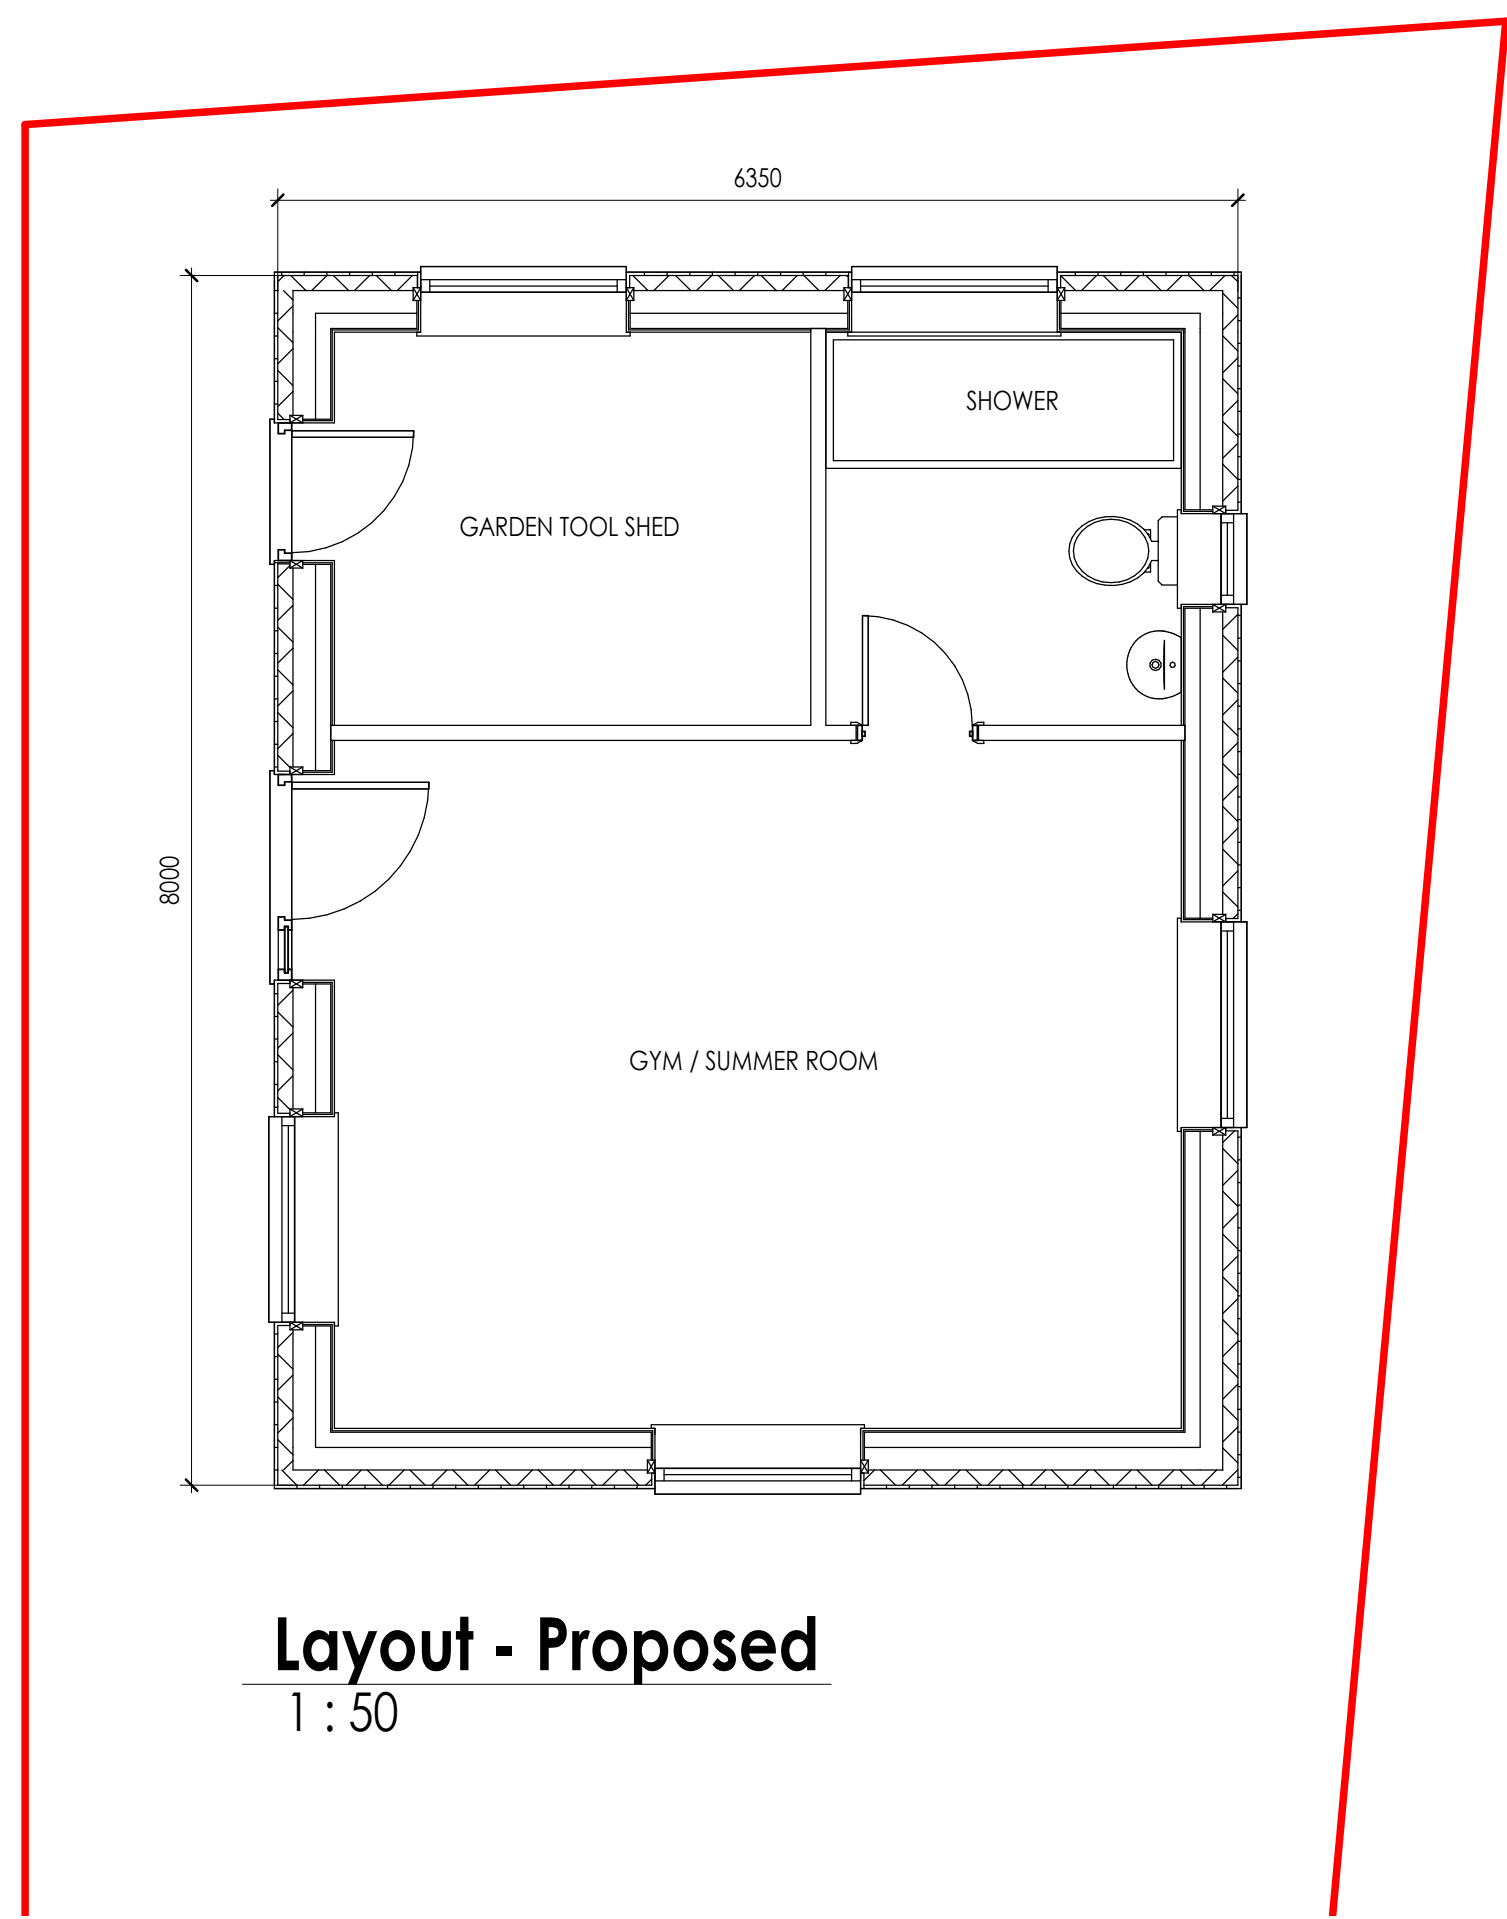 6350
SHOWER
GARDEN TOOL SHED
8000
GYM / SUMMER ROOM
Layout - Proposed
1 : 50